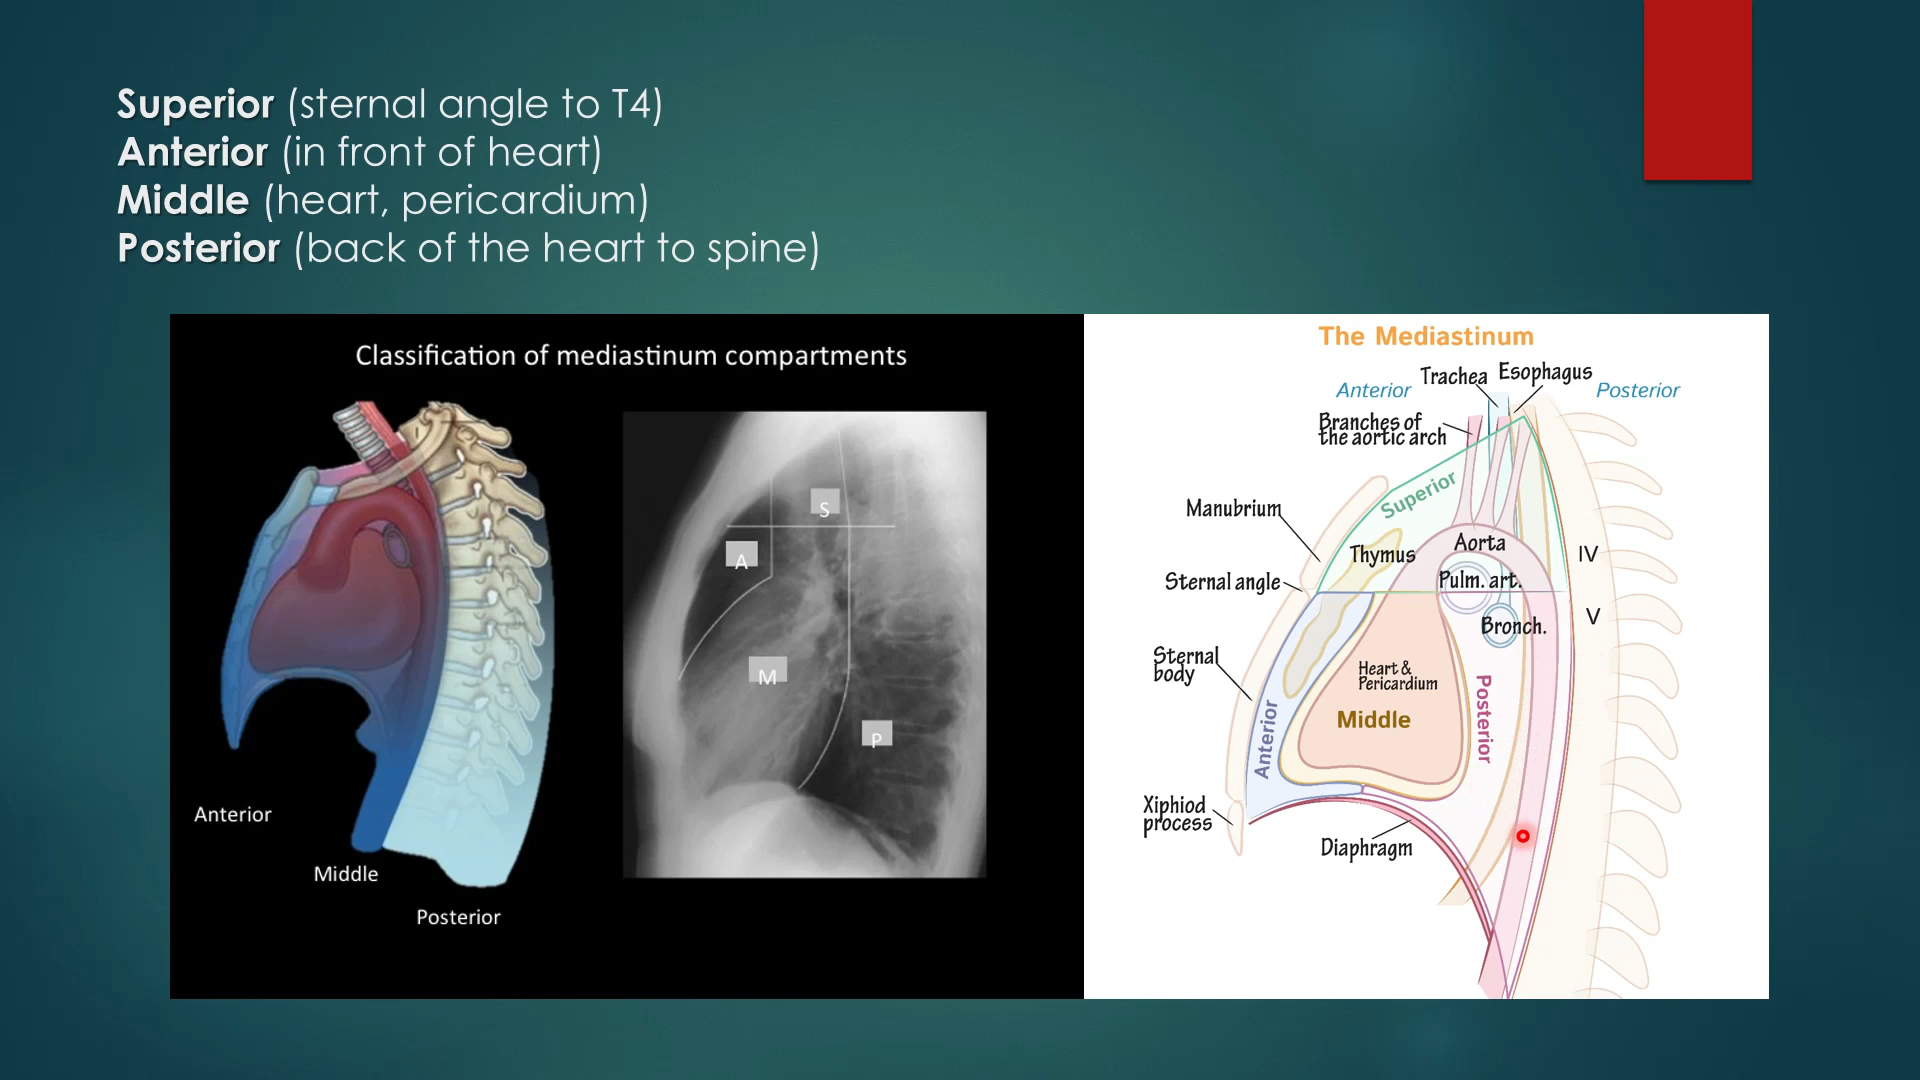 Superior (sternal angle to T4)
Anterior (in front of heart)
Middle (heart, pericardium)
Posterior (back of the heart to spine)
Classification of mediastinum compartments
S
A
M
P
Anterior
Middle
Posterior
The Mediastinum
Anterior
Trachea
Esophagus
Posterior
Branches of
the aortic arch
Superior
Manubrium
Thymus
Aorta
IV
Sternal angle
Pulm. art.
V
Bronch.
Sternal
body
Heart &
Pericardium
Middle
Anterior
Posterior
Xiphiod
process
Diaphragm